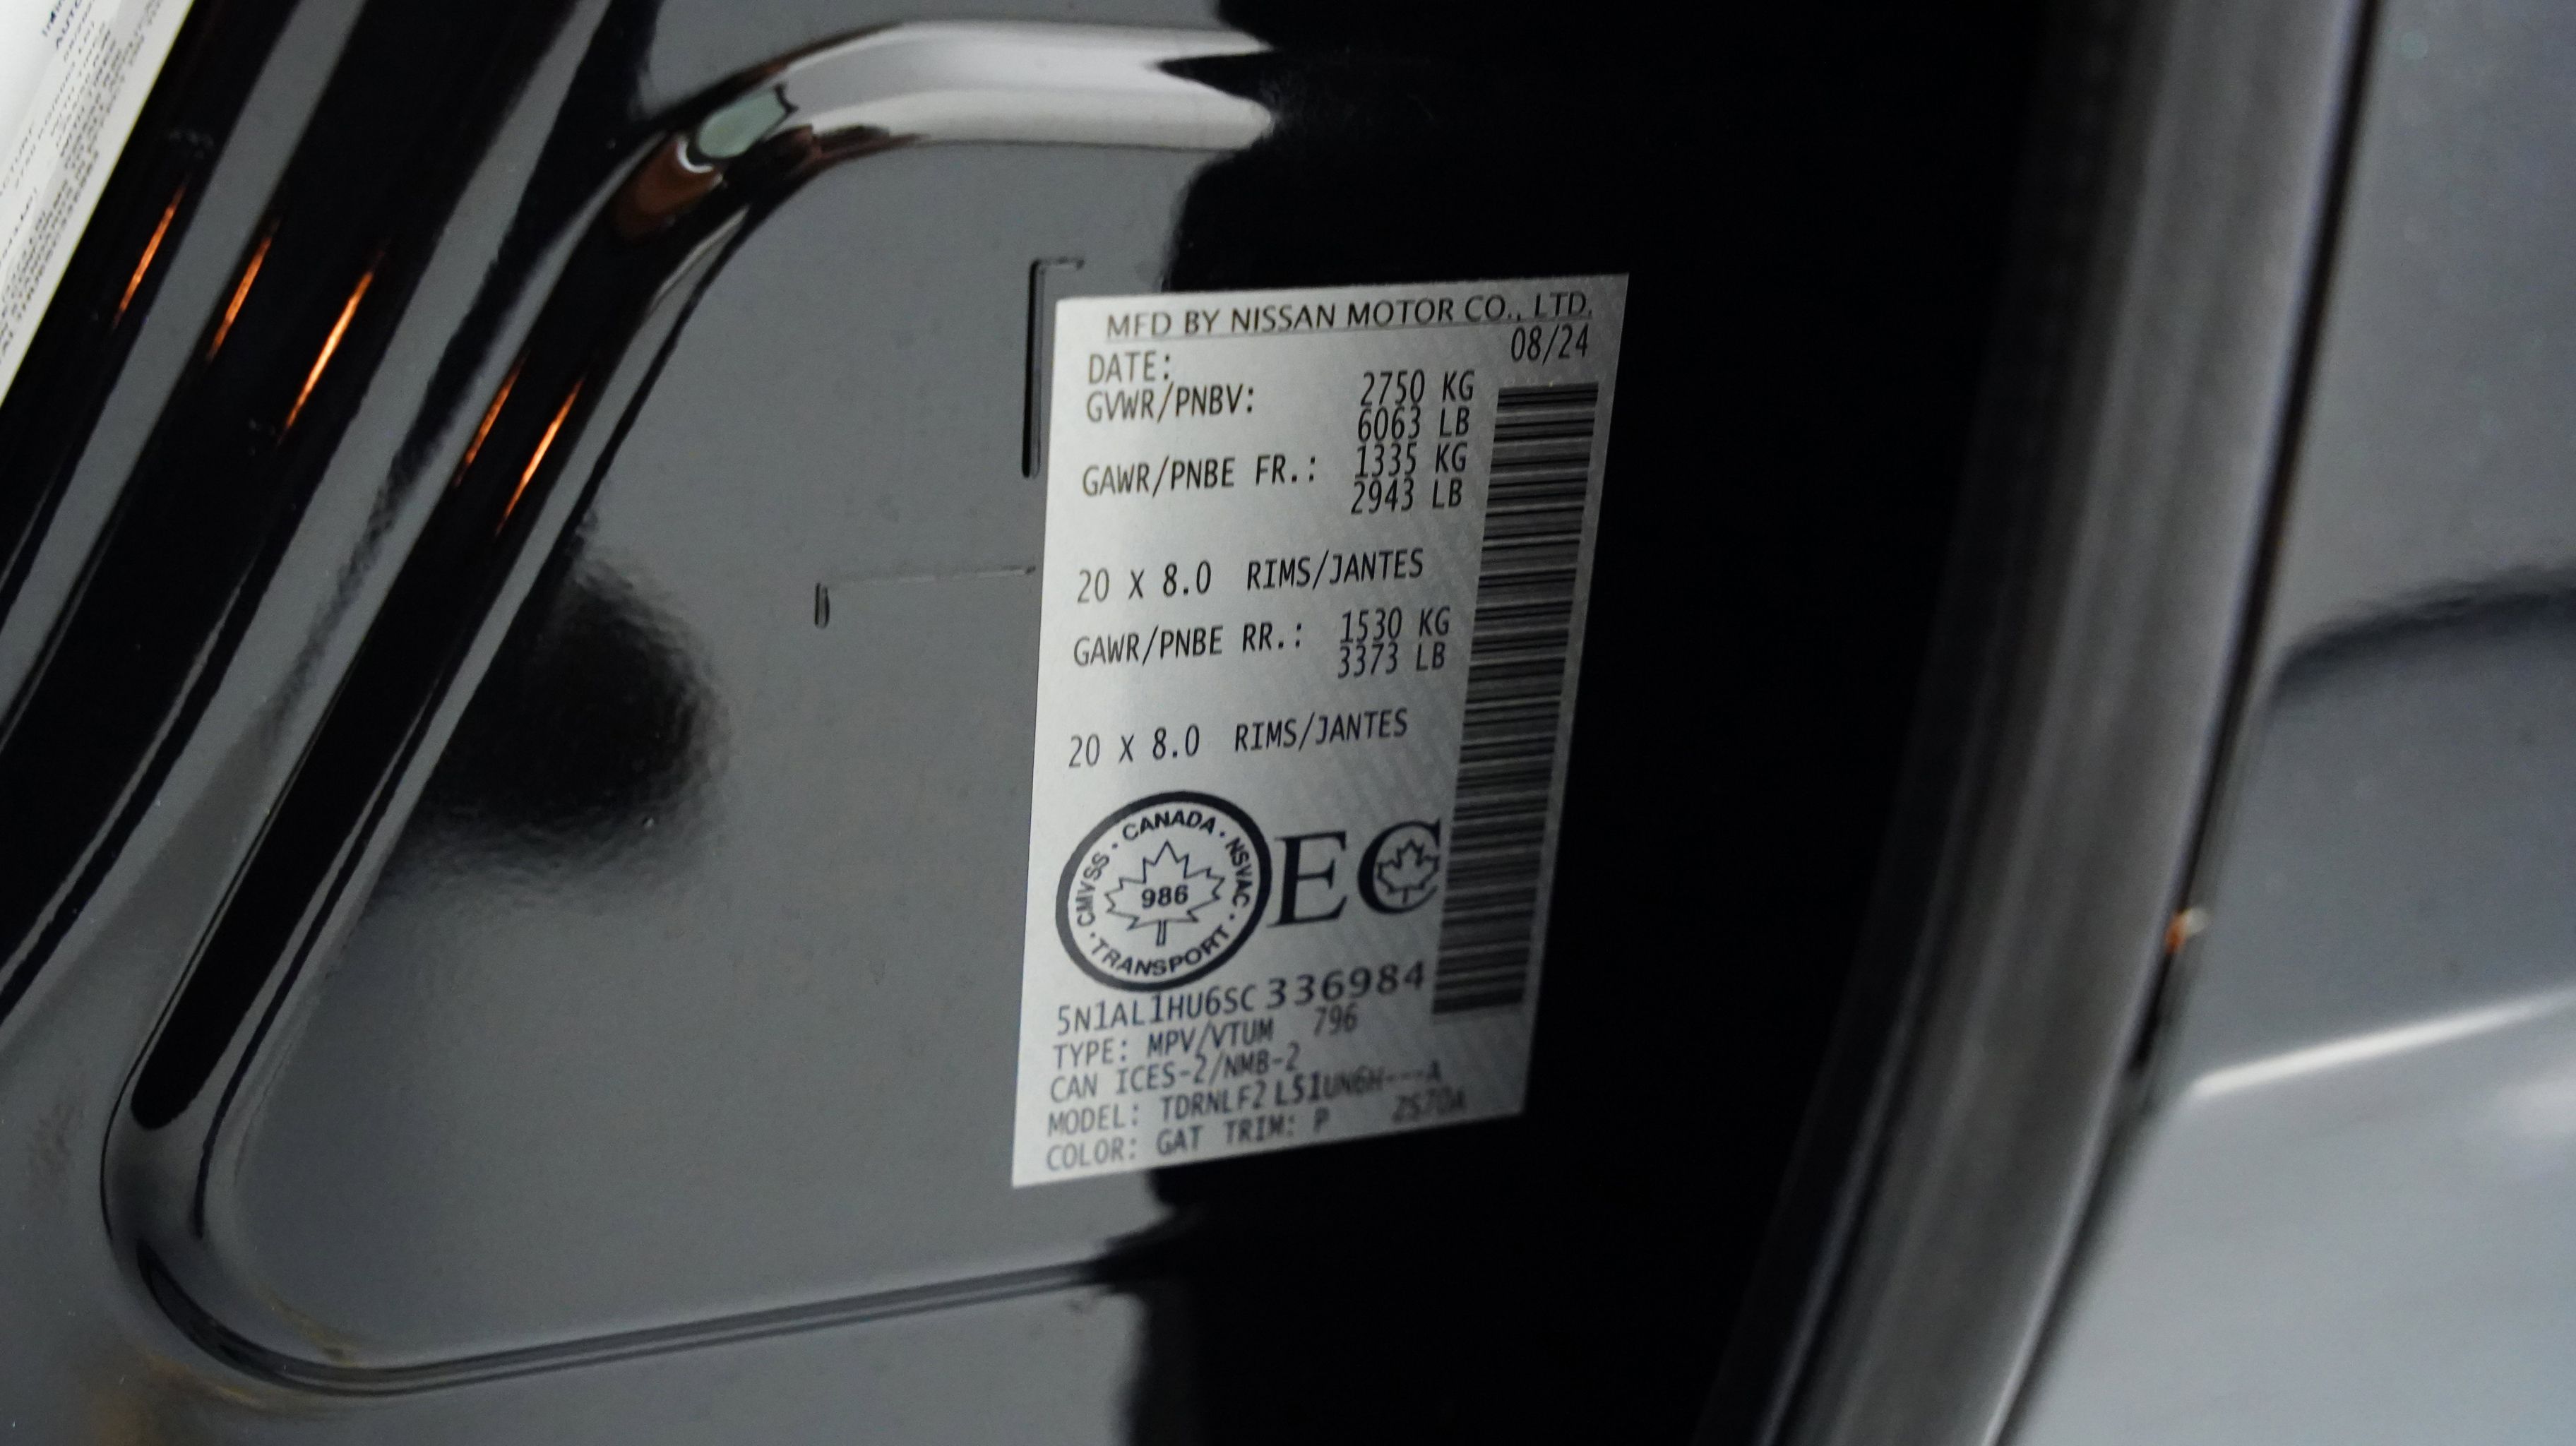 MFD BY NISSAN MOTOR CO., LTD.
DATE: 08/24
GVWR/PNBV: 2750 KG
6063 LB
GAWR/PNBE FR.: 1335 KG
2943 LB
20 X 8.0 RIMS/JANTES
GAWR/PNBE RR.: 1530 KG
3373 LB
20 X 8.0 RIMS/JANTES
CMVSS · CANADA · NSVAC · TRANSPORT ·
986
EC
5N1AL1HU6SC336984
TYPE: MPV/VTUM 796
CAN ICES-2/NMB-2
MODEL: TDRNLF2 LS1UN6H---A
COLOR: GAT TRIM: P